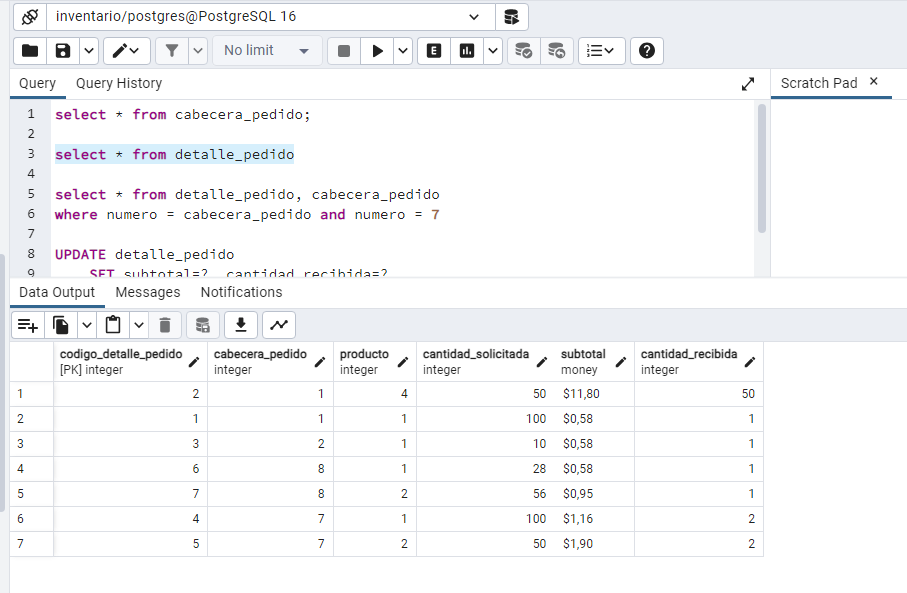 inventario/postgres@PostgreSQL 16
No limit
E
Query
Query History
Scratch Pad ×
1 select * from cabecera_pedido;
2
3 select * from detalle_pedido
4
5 select * from detalle_pedido, cabecera_pedido
6 where numero = cabecera_pedido and numero = 7
7
8 UPDATE detalle_pedido
9 SET subtotal=?, cantidad_recibida=?
Data Output
Messages
Notifications
codigo_detalle_pedido cabecera_pedido producto cantidad_solicitada subtotal cantidad_recibida
[PK] integer integer integer integer money integer
1 2 1 4 50 $11,80 50
2 1 1 1 100 $0,58 1
3 3 2 1 10 $0,58 1
4 6 8 1 28 $0,58 1
5 7 8 2 56 $0,95 1
6 4 7 1 100 $1,16 2
7 5 7 2 50 $1,90 2